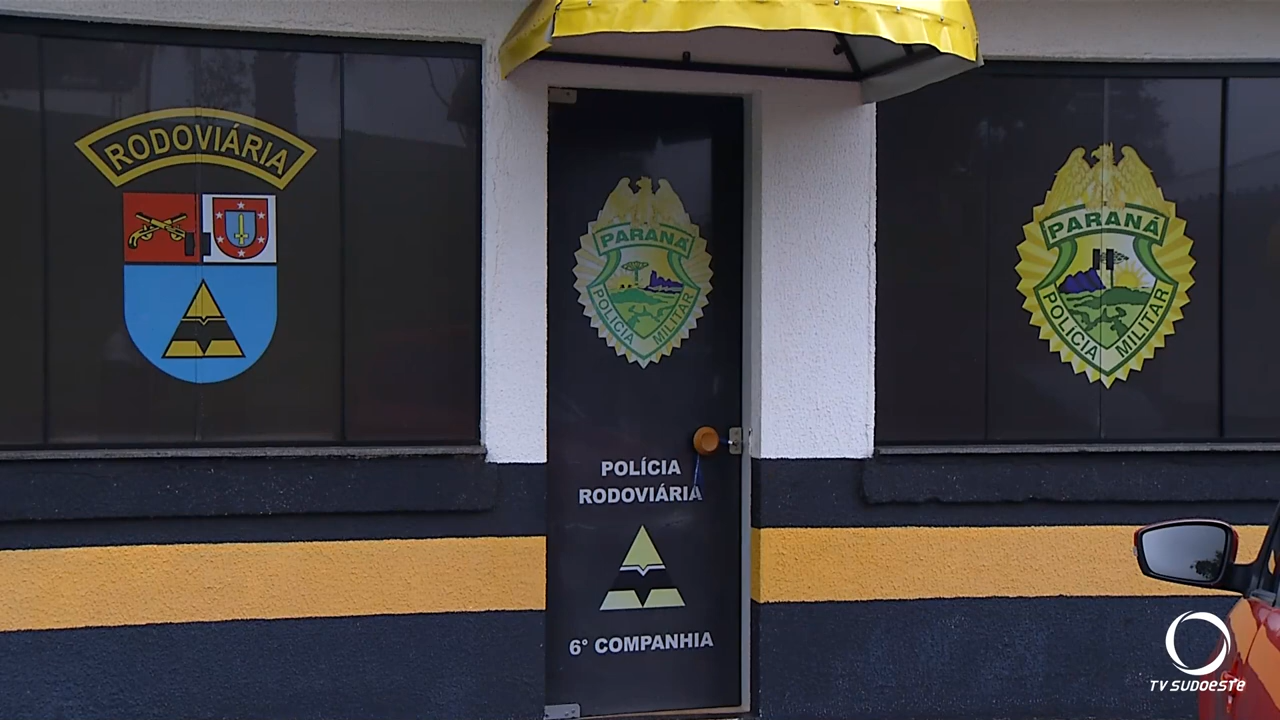 RODOVIÁRIA
PARANÁ
POLÍCIA MILITAR
POLÍCIA
RODOVIÁRIA
6° COMPANHIA
PARANÁ
POLÍCIA MILITAR
TV SUDOESTE